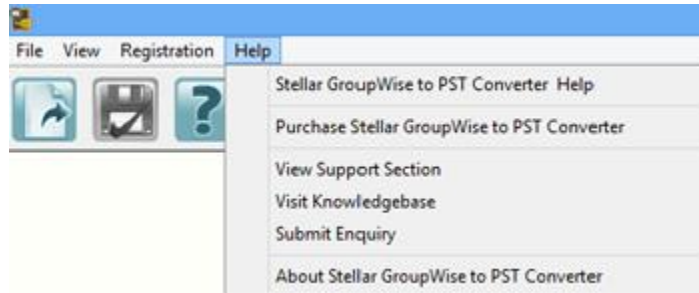 File View Registration Help
Stellar GroupWise to PST Converter Help
Purchase Stellar GroupWise to PST Converter
View Support Section
Visit Knowledgebase
Submit Enquiry
About Stellar GroupWise to PST Converter